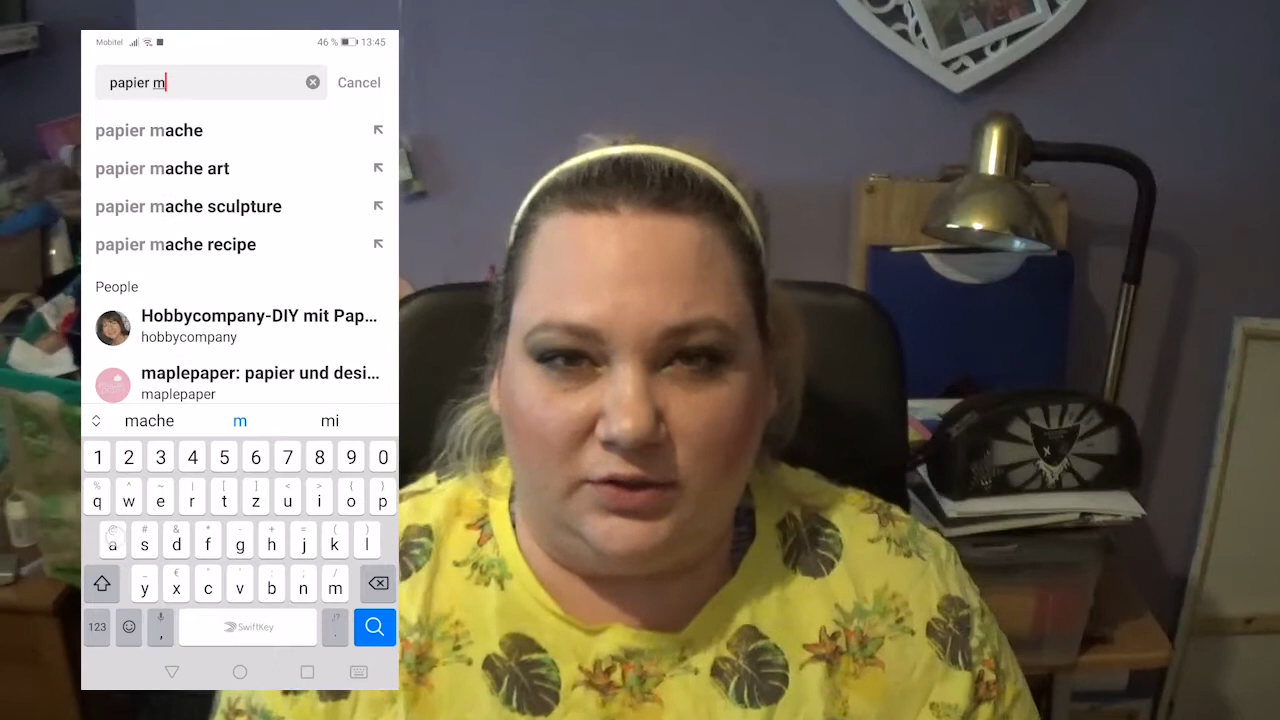 Mobitel 46 % 13:45
papier m Cancel
papier mache
papier mache art
papier mache sculpture
papier mache recipe
People
Hobbycompany-DIY mit Pap...
hobbycompany
maplepaper: papier und desi...
maplepaper
mache m mi
1 2 3 4 5 6 7 8 9 0
% ^ ~ | [ ] < > { }
q w e r t z u i o p
@ # & * - + = ( )
a s d f g h j k l
_ € " ' : ; /
y x c v b n m
123 , SwiftKey ,!? .